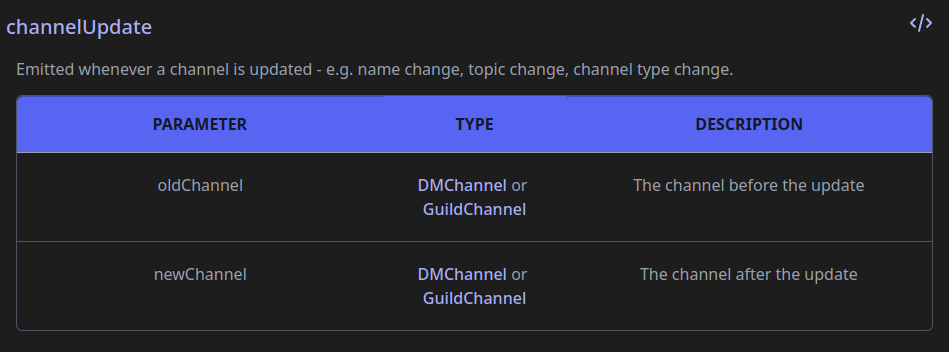 channelUpdate
</>
Emitted whenever a channel is updated - e.g. name change, topic change, channel type change.
PARAMETER TYPE DESCRIPTION
oldChannel DMChannel or The channel before the update
GuildChannel
newChannel DMChannel or The channel after the update
GuildChannel